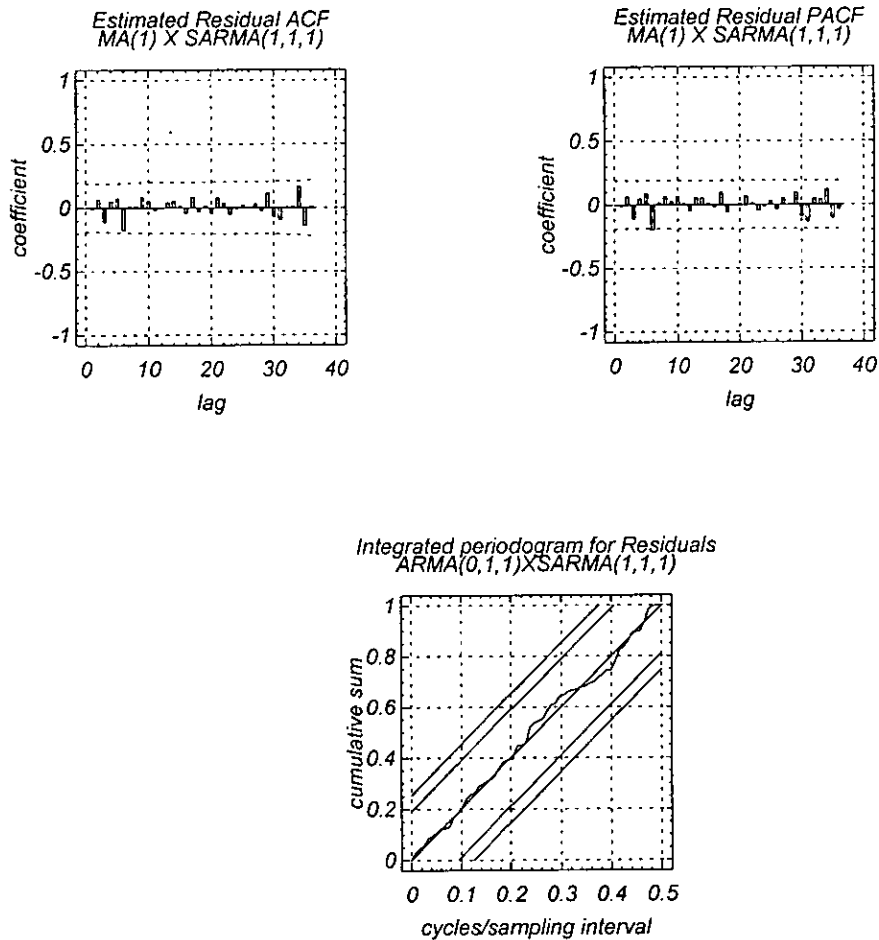 Estimated Residual ACF
MA(1) X SARMA(1,1,1)
1
0.5
0
-0.5
-1
coefficient
0 10 20 30 40
lag
Estimated Residual PACF
MA(1) X SARMA(1,1,1)
1
0.5
0
-0.5
-1
coefficient
0 10 20 30 40
lag
Integrated periodogram for Residuals
ARMA(0,1,1)XSARMA(1,1,1)
1
0.8
0.6
0.4
0.2
0
cumulative sum
0 0.1 0.2 0.3 0.4 0.5
cycles/sampling interval